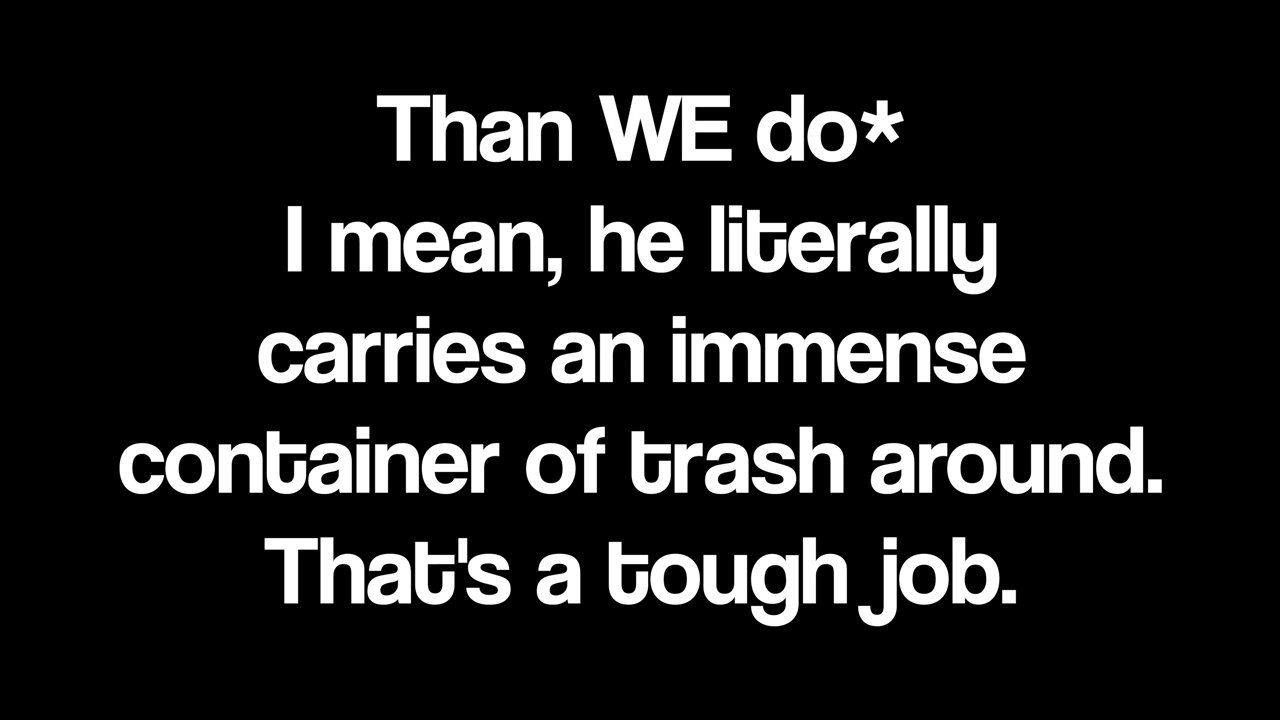 Than WE do*
I mean, he literally
carries an immense
container of trash around.
That's a tough job.